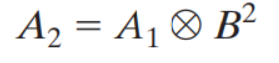 A₂ = A₁ ⊗ B²